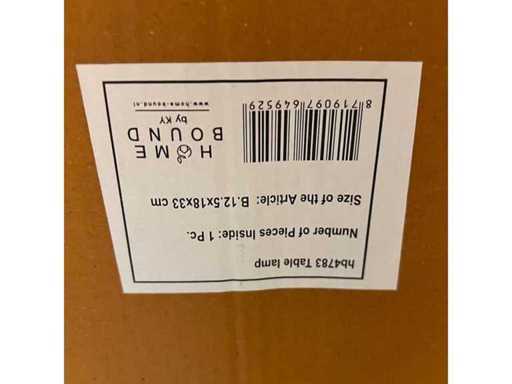 hb4783 Table lamp
Number of Pieces Inside: 1 Pc.
Size of the Article: B.12.5x18x33 cm
HOME
BOUND
by KY
www.home-bound.nl
8719097649529